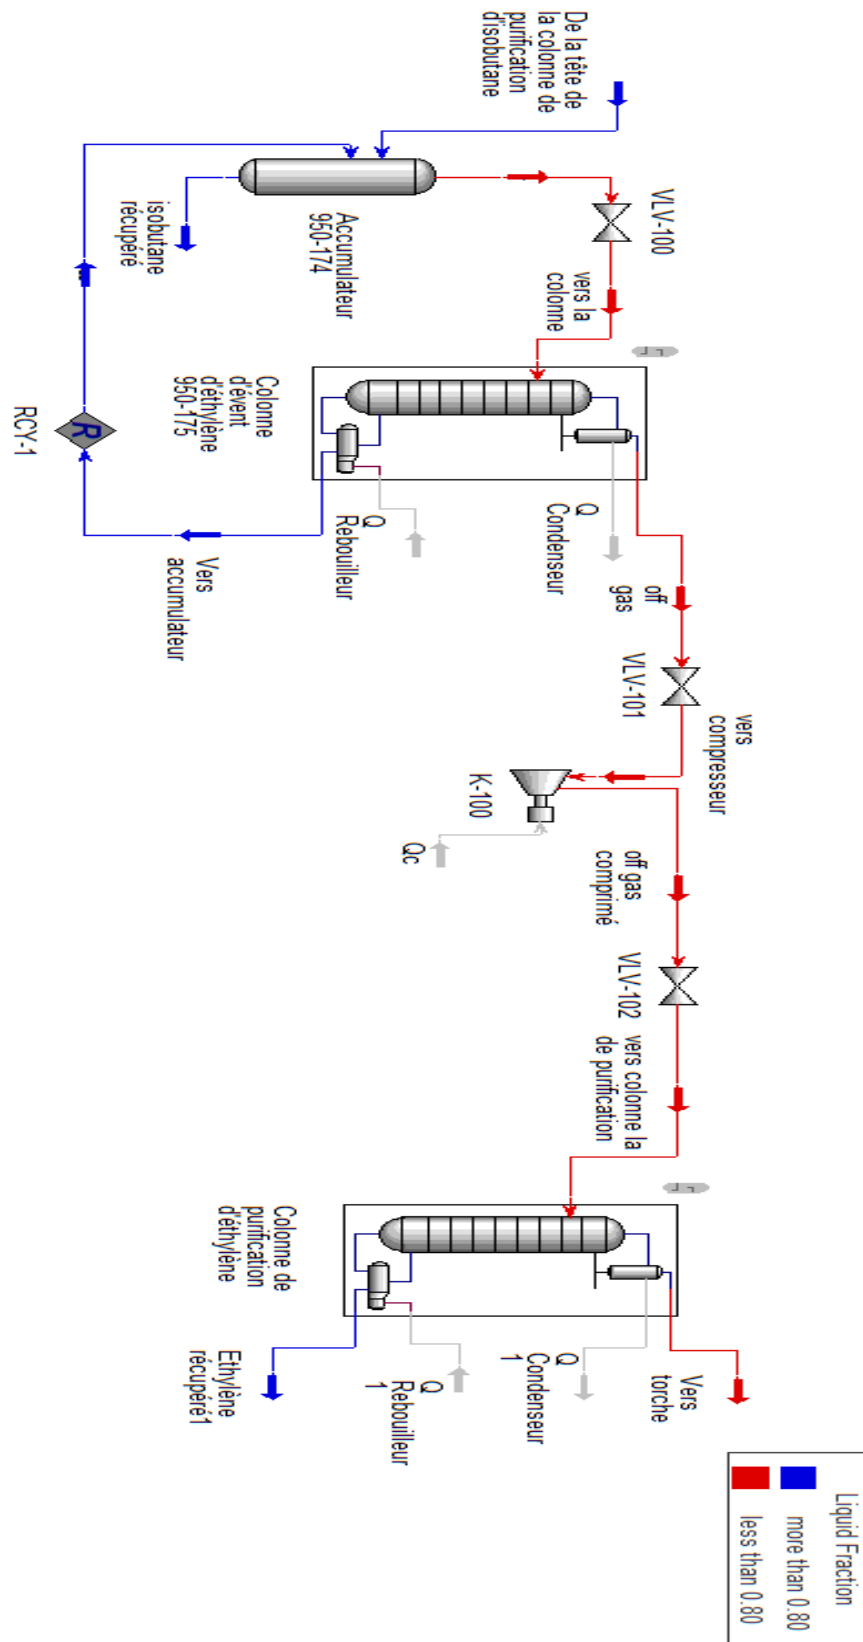 De la tête de
la colonne de
purification
d'isobutane
isobutane
récupéré
Accumulateur
950-174
VLV-100
vers la
colonne
Colonne
d'évent
d'éthylène
950-175
R
RCY-1
Vers
accumulateur
Q
Rebouilleur
Q
Condenseur
off
gas
VLV-101
vers
compresseur
K-100
Qc
off gas
comprimé
VLV-102
vers colonne la
de purification
Colonne de
purification
d'éthylène
Ethylène
récupéré1
Q
Rebouilleur
1
Q
Condenseur
1
Vers
torche
Liquid Fraction
more than 0.80
less than 0.80